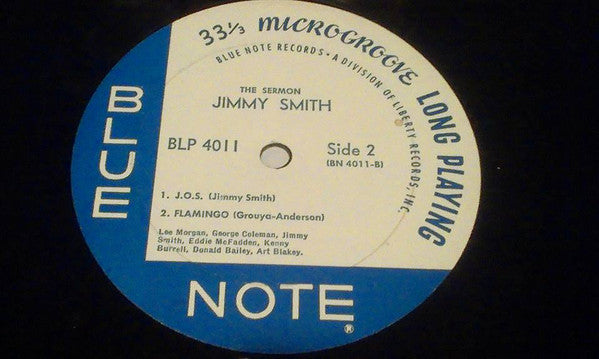 33⅓ MICROGROOVE LONG PLAYING
BLUE NOTE RECORDS • A DIVISION OF LIBERTY RECORDS, INC.
THE SERMON
JIMMY SMITH
BLP 4011
Side 2
(BN 4011-B)
1. J.O.S. (Jimmy Smith)
2. FLAMINGO (Grouya-Anderson)
Lee Morgan, George Coleman, Jimmy
Smith, Eddie McFadden, Kenny
Burrell, Donald Bailey, Art Blakey.
BLUE
NOTE®